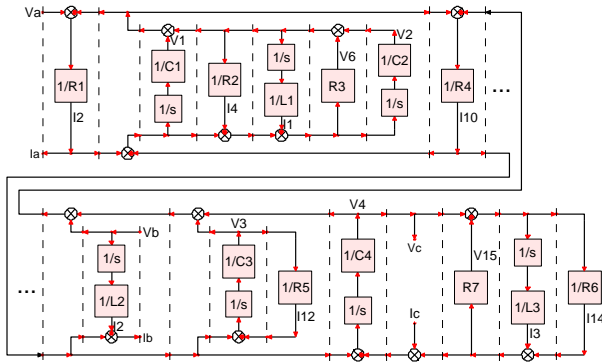 Va
V1
V6
V2
1/R1
1/C1
1/R2
1/s
1/L1
R3
1/C2
1/R4
...
1/s
1/s
I2
I4
I1
I10
Ia
Vb
V3
V4
Vc
V15
1/s
1/C3
1/C4
1/s
...
1/L2
1/s
1/R5
1/s
R7
1/L3
1/R6
I2
Ib
I12
Ic
I3
I14